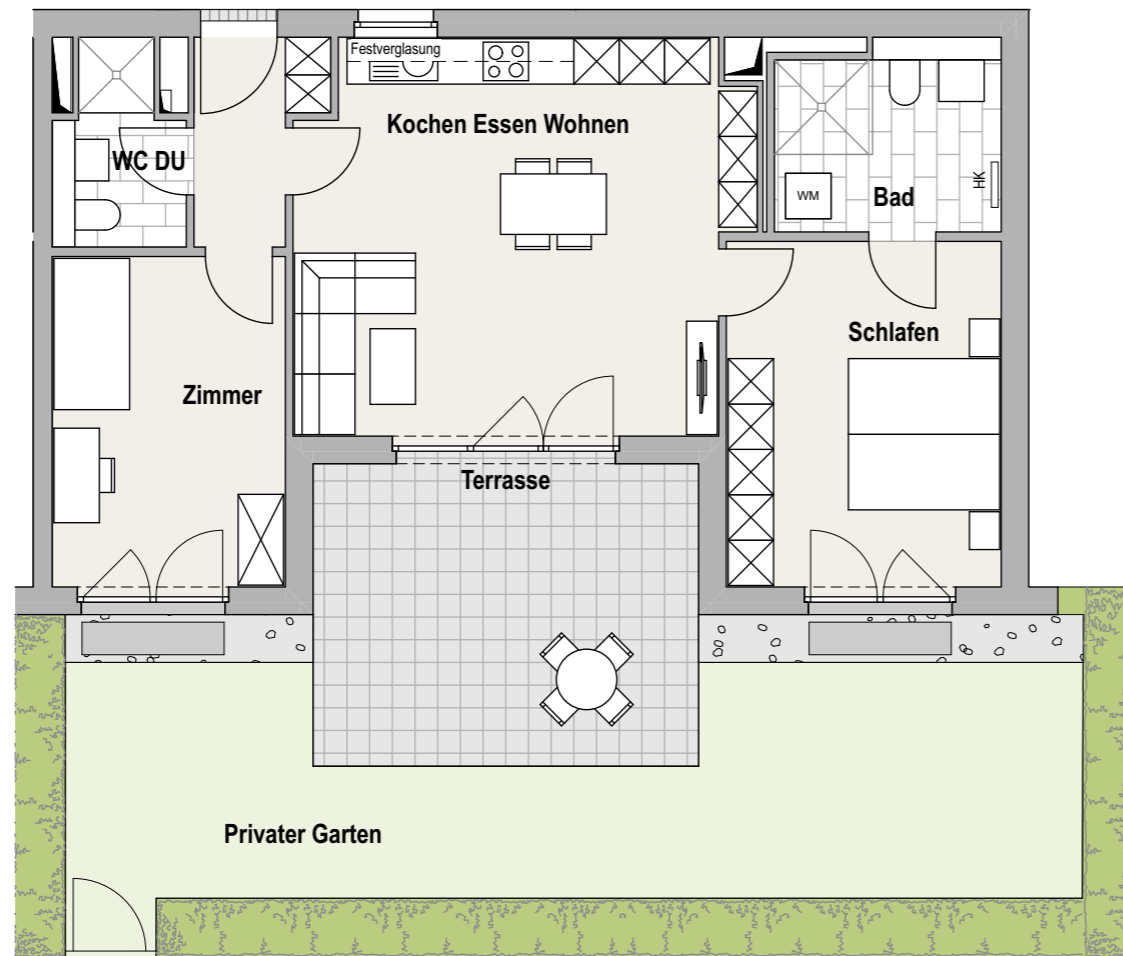 Festverglasung
Kochen Essen Wohnen
WC DU
WM
Bad
HK
Schlafen
Zimmer
Terrasse
Privater Garten